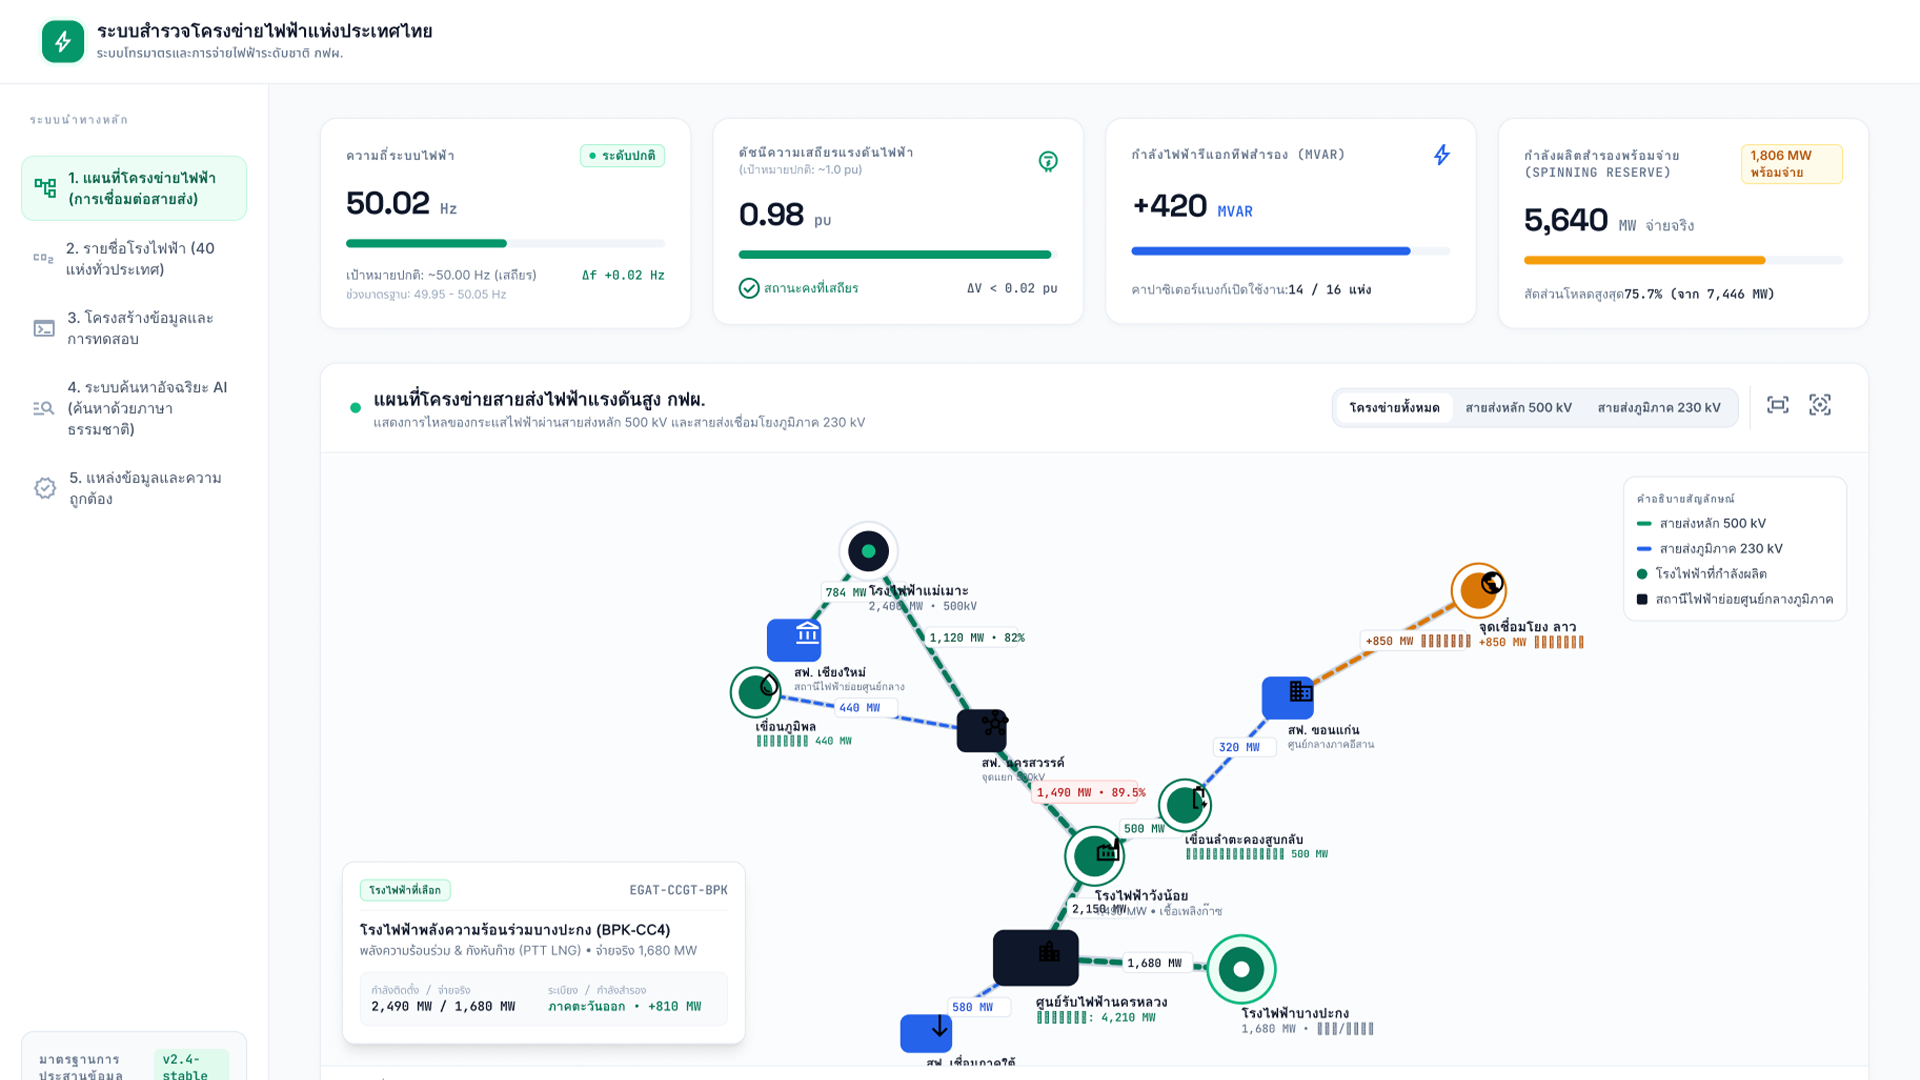 ระบบสำรวจโครงข่ายไฟฟ้าแห่งประเทศไทย
ระบบโทรมาตรและการจ่ายไฟฟ้าระดับชาติ กฟผ.
ระบบนำทางหลัก
1. แผนที่โครงข่ายไฟฟ้า
(การเชื่อมต่อสายส่ง)
2. รายชื่อโรงไฟฟ้า (40
แห่งทั่วประเทศ)
3. โครงสร้างข้อมูลและ
การทดสอบ
4. ระบบค้นหาอัจฉริยะ AI
(ค้นหาด้วยภาษา
ธรรมชาติ)
5. แหล่งข้อมูลและความ
ถูกต้อง
มาตรฐานการ
ประสานข้อมูล
v2.4-
stable
ความถี่ระบบไฟฟ้า
ระดับปกติ
50.02 Hz
เป้าหมายปกติ: ~50.00 Hz (เสถียร)
ช่วงมาตรฐาน: 49.95 - 50.05 Hz
Δf +0.02 Hz
ดัชนีความเสถียรแรงดันไฟฟ้า
(เป้าหมายปกติ: ~1.0 pu)
0.98 pu
สถานะคงที่เสถียร
ΔV < 0.02 pu
กำลังไฟฟ้ารีแอกทีฟสำรอง (MVAR)
+420 MVAR
คาปาซิเตอร์แบงก์เปิดใช้งาน:14 / 16 แห่ง
กำลังผลิตสำรองพร้อมจ่าย
(SPINNING RESERVE)
1,806 MW
พร้อมจ่าย
5,640 MW จ่ายจริง
สัดส่วนโหลดสูงสุด75.7% (จาก 7,446 MW)
แผนที่โครงข่ายสายส่งไฟฟ้าแรงดันสูง กฟผ.
แสดงการไหลของกระแสไฟฟ้าผ่านสายส่งหลัก 500 kV และสายส่งเชื่อมโยงภูมิภาค 230 kV
โครงข่ายทั้งหมด
สายส่งหลัก 500 kV
สายส่งภูมิภาค 230 kV
คำอธิบายสัญลักษณ์
สายส่งหลัก 500 kV
สายส่งภูมิภาค 230 kV
โรงไฟฟ้าที่กำลังผลิต
สถานีไฟฟ้าย่อยศูนย์กลางภูมิภาค
784 MW
โรงไฟฟ้าแม่เมาะ
2,400 MW • 500kV
1,120 MW • 82%
สฟ. เชียงใหม่
สถานีไฟฟ้าย่อยศูนย์กลาง
440 MW
เขื่อนภูมิพล
440 MW
สฟ. นครสวรรค์
จุดแยก 500kV
1,490 MW • 89.5%
จุดเชื่อมโยง ลาว
+850 MW
+850 MW
สฟ. ขอนแก่น
ศูนย์กลางภาคอีสาน
320 MW
500 MW
เขื่อนลำตะคองสูบกลับ
500 MW
โรงไฟฟ้าวังน้อย
2,150 MW
MW • เชื้อเพลิงก๊าซ
1,680 MW
ศูนย์รับไฟฟ้านครหลวง
: 4,210 MW
โรงไฟฟ้าบางปะกง
1,680 MW •
580 MW
สฟ. เชื่อมภาคใต้
โรงไฟฟ้าที่เลือก
EGAT-CCGT-BPK
โรงไฟฟ้าพลังความร้อนร่วมบางปะกง (BPK-CC4)
พลังความร้อนร่วม & กังหันก๊าซ (PTT LNG) • จ่ายจริง 1,680 MW
กำลังติดตั้ง / จ่ายจริง
2,490 MW / 1,680 MW
ระเบียง / กำลังสำรอง
ภาคตะวันออก • +810 MW